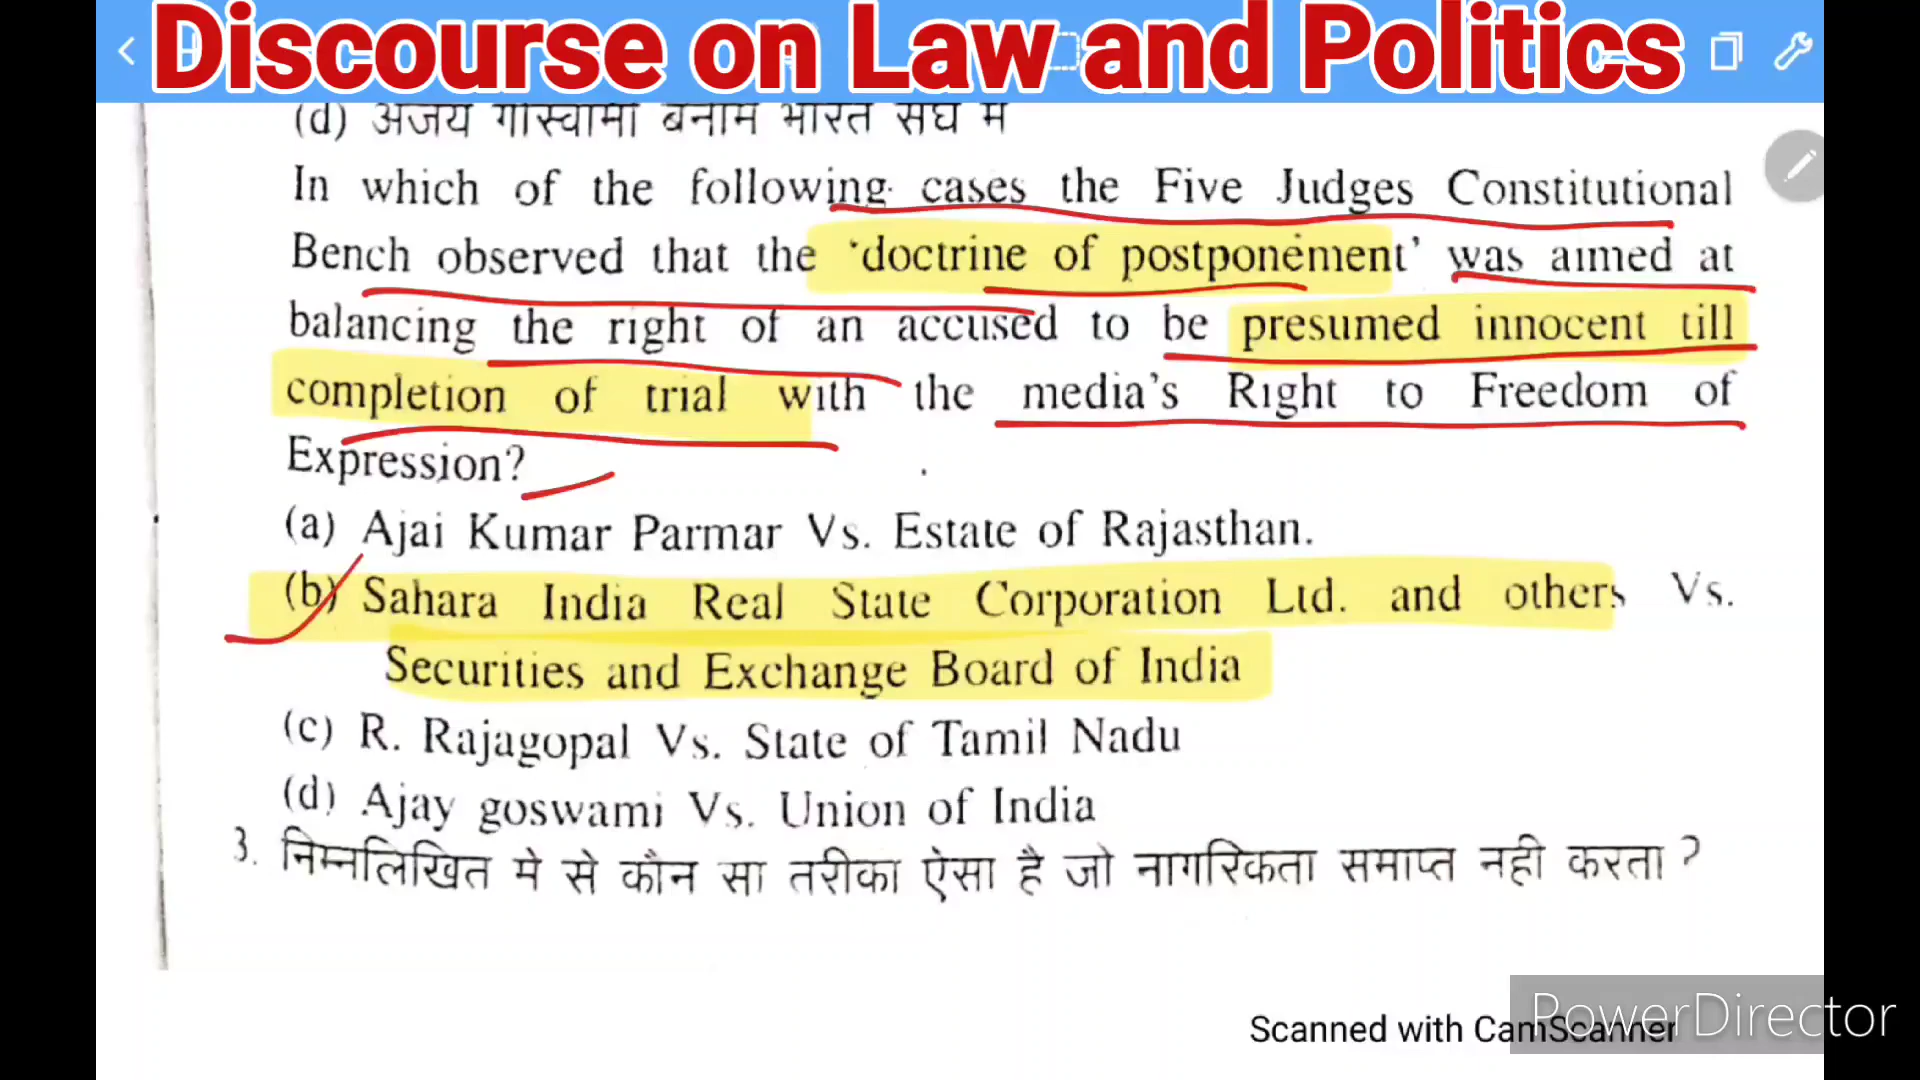 Discourse on Law and Politics
(d) अजय गोस्वामी बनाम भारत संघ में
In which of the following cases the Five Judges Constitutional
Bench observed that the 'doctrine of postponement' was aimed at
balancing the right of an accused to be presumed innocent till
completion of trial with the media's Right to Freedom of
Expression?
(a) Ajai Kumar Parmar Vs. Estate of Rajasthan.
(b) Sahara India Real State Corporation Ltd. and others Vs.
Securities and Exchange Board of India
(c) R. Rajagopal Vs. State of Tamil Nadu
(d) Ajay goswami Vs. Union of India
3. निम्नलिखित मे से कौन सा तरीका ऐसा है जो नागरिकता समाप्त नही करता ?
Scanned with CamScanner
PowerDirector